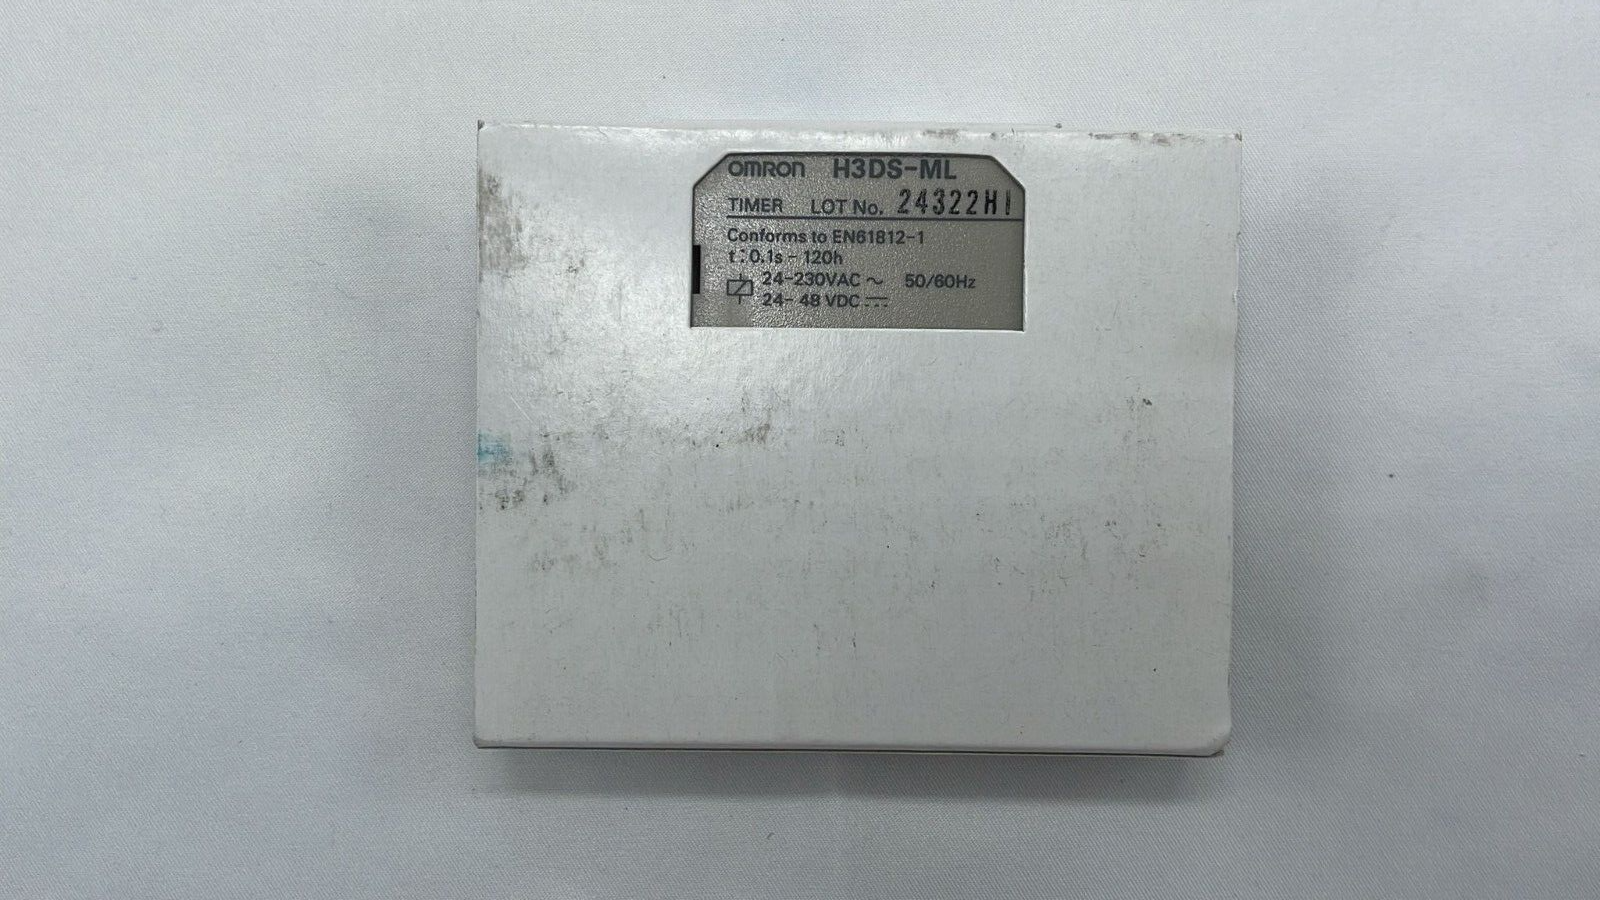 OMRON H3DS-ML
TIMER LOT No. 24322H1
Conforms to EN61812-1
t : 0.1s - 120h
24-230VAC ~ 50/60Hz
24- 48 VDC ⎓